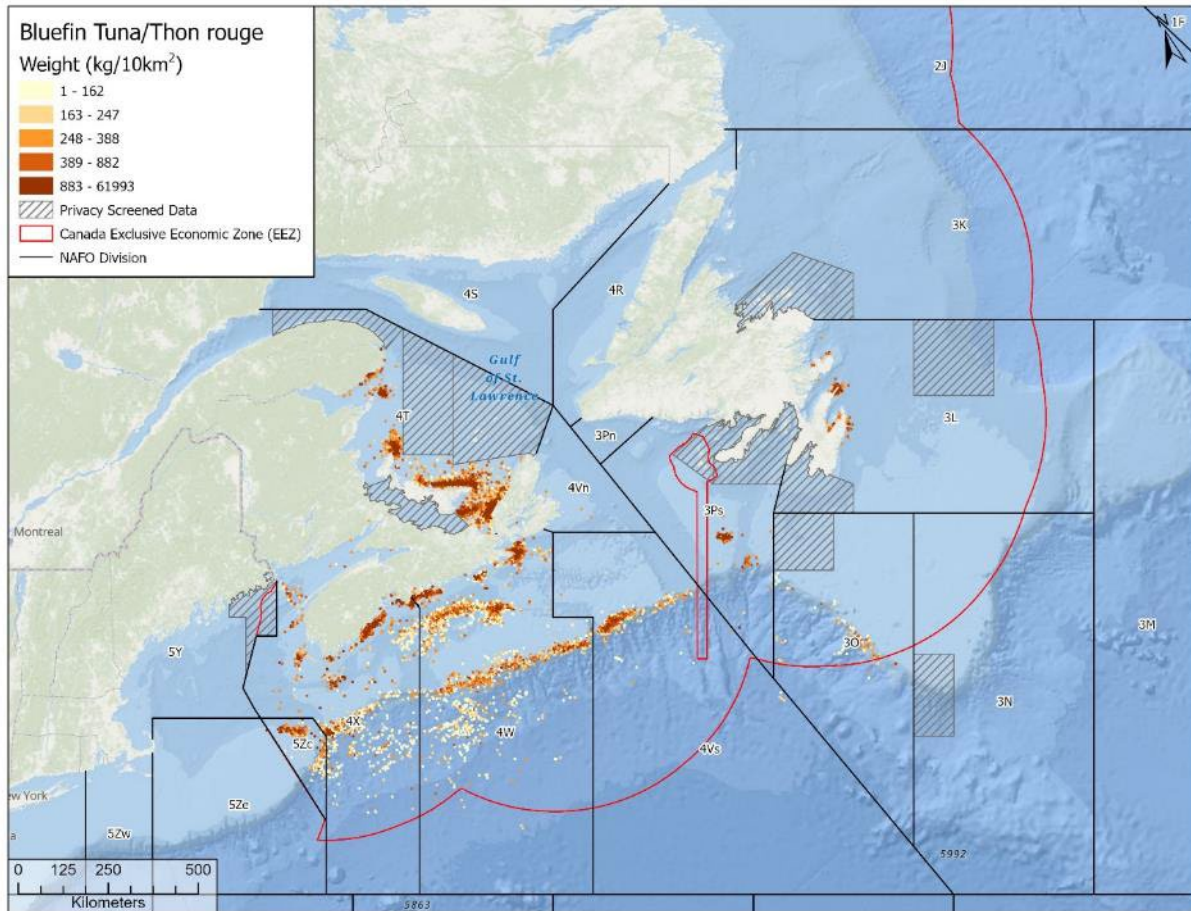 Bluefin Tuna/Thon rouge
Weight (kg/10km²)
1 - 162
163 - 247
248 - 388
389 - 882
883 - 61993
Privacy Screened Data
Canada Exclusive Economic Zone (EEZ)
NAFO Division
1F
2J
3K
4S
4R
Gulf
of St.
Lawrence
4T
3L
3Pn
4Vn
3Ps
Montreal
5Y
3O
3M
3N
4X
4W
5Zc
4Vs
ew York
5Ze
a
5Zw
5992
0 125 250 500
Kilometers
5863